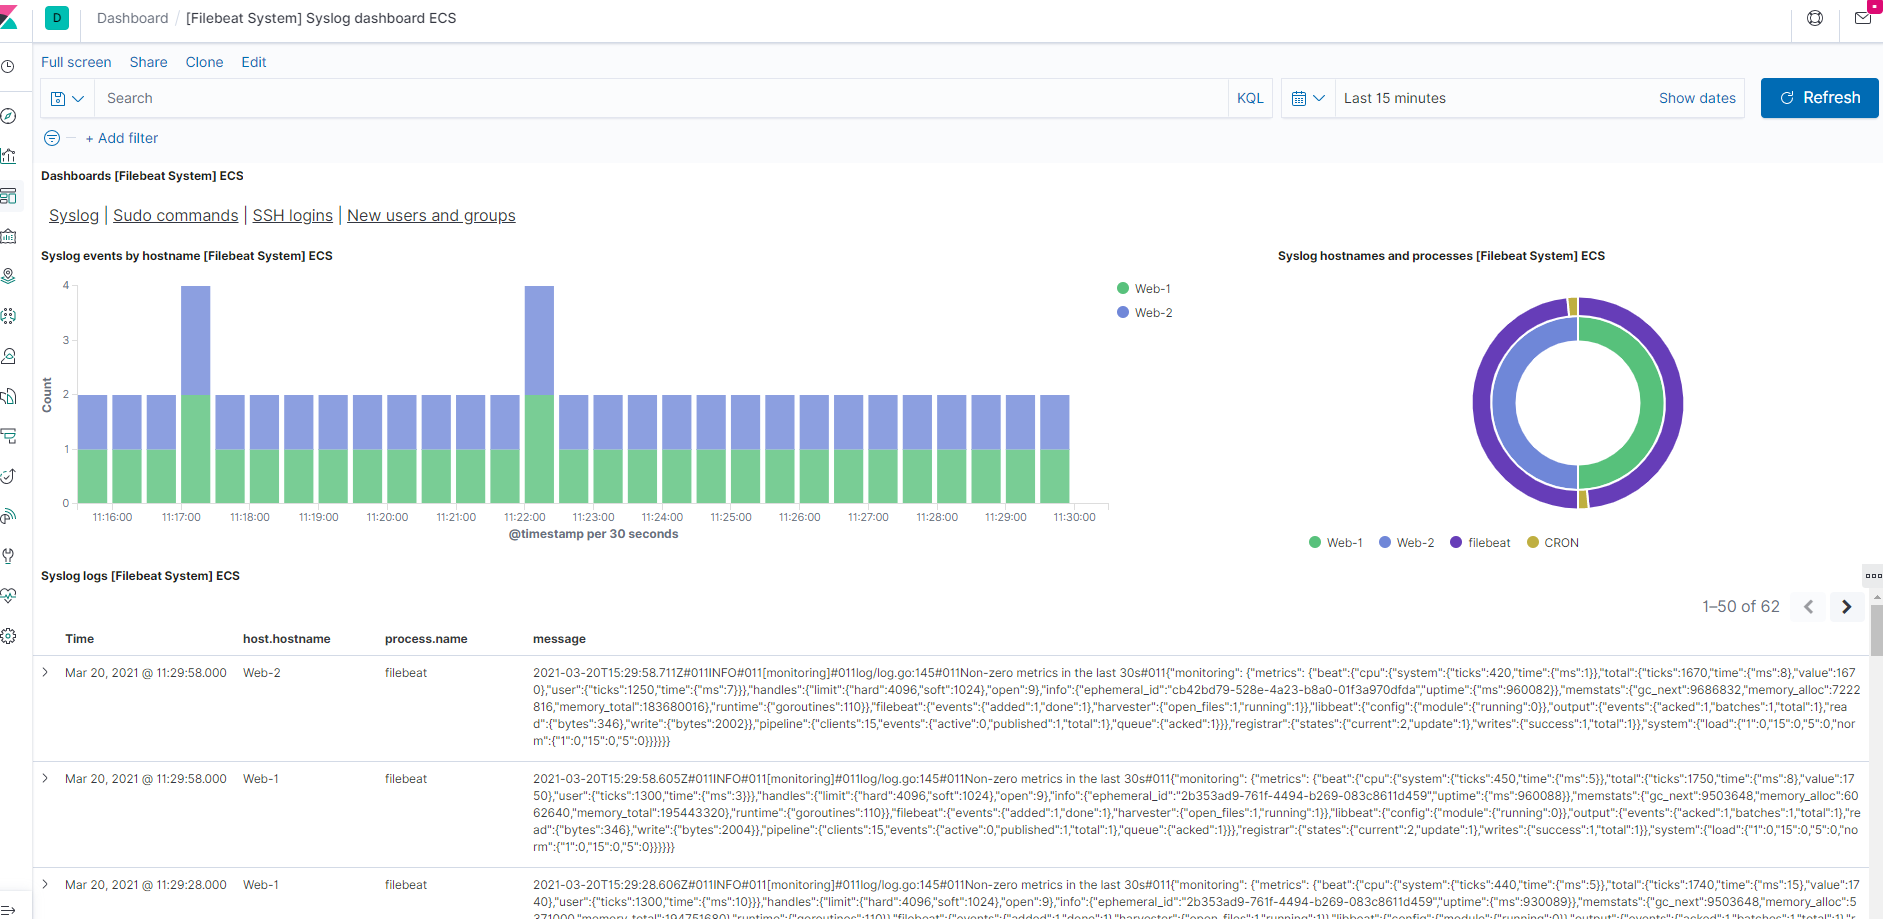 D Dashboard / [Filebeat System] Syslog dashboard ECS
Full screen Share Clone Edit
Search KQL Last 15 minutes Show dates Refresh
+ Add filter
Dashboards [Filebeat System] ECS
Syslog | Sudo commands | SSH logins | New users and groups
Syslog events by hostname [Filebeat System] ECS
4
3
2
1
0
Count
11:16:00 11:17:00 11:18:00 11:19:00 11:20:00 11:21:00 11:22:00 11:23:00 11:24:00 11:25:00 11:26:00 11:27:00 11:28:00 11:29:00 11:30:00
@timestamp per 30 seconds
Web-1
Web-2
Syslog hostnames and processes [Filebeat System] ECS
Web-1 Web-2 filebeat CRON
Syslog logs [Filebeat System] ECS
1–50 of 62
Time host.hostname process.name message
Mar 20, 2021 @ 11:29:58.000 Web-2 filebeat 2021-03-20T15:29:58.711Z#011INFO#011[monitoring]#011log/log.go:145#011Non-zero metrics in the last 30s#011{"monitoring": {"metrics": {"beat":{"cpu":{"system":{"ticks":420,"time":{"ms":1}},"total":{"ticks":1670,"time":{"ms":8},"value":167
0},"user":{"ticks":1250,"time":{"ms":7}}},"handles":{"limit":{"hard":4096,"soft":1024},"open":9},"info":{"ephemeral_id":"cb42bd79-528e-4a23-b8a0-01f3a970dfda","uptime":{"ms":960082}},"memstats":{"gc_next":9686832,"memory_alloc":7222
816,"memory_total":183680016},"runtime":{"goroutines":110}},"filebeat":{"events":{"added":1,"done":1},"harvester":{"open_files":1,"running":1}},"libbeat":{"config":{"module":{"running":0}},"output":{"events":{"acked":1,"batches":1,"total":1},"rea
d":{"bytes":346},"write":{"bytes":2002}},"pipeline":{"clients":15,"events":{"active":0,"published":1,"total":1},"queue":{"acked":1}}},"registrar":{"states":{"current":2,"update":1},"writes":{"success":1,"total":1}},"system":{"load":{"1":0,"15":0,"5":0,"nor
m":{"1":0,"15":0,"5":0}}}}}}
Mar 20, 2021 @ 11:29:58.000 Web-1 filebeat 2021-03-20T15:29:58.605Z#011INFO#011[monitoring]#011log/log.go:145#011Non-zero metrics in the last 30s#011{"monitoring": {"metrics": {"beat":{"cpu":{"system":{"ticks":450,"time":{"ms":5}},"total":{"ticks":1750,"time":{"ms":8},"value":17
50},"user":{"ticks":1300,"time":{"ms":3}}},"handles":{"limit":{"hard":4096,"soft":1024},"open":9},"info":{"ephemeral_id":"2b353ad9-761f-4494-b269-083c8611d459","uptime":{"ms":960088}},"memstats":{"gc_next":9503648,"memory_alloc":60
62640,"memory_total":195443320},"runtime":{"goroutines":110}},"filebeat":{"events":{"added":1,"done":1},"harvester":{"open_files":1,"running":1}},"libbeat":{"config":{"module":{"running":0}},"output":{"events":{"acked":1,"batches":1,"total":1},"re
ad":{"bytes":346},"write":{"bytes":2004}},"pipeline":{"clients":15,"events":{"active":0,"published":1,"total":1},"queue":{"acked":1}}},"registrar":{"states":{"current":2,"update":1},"writes":{"success":1,"total":1}},"system":{"load":{"1":0,"15":0,"5":0,"no
rm":{"1":0,"15":0,"5":0}}}}}}
Mar 20, 2021 @ 11:29:28.000 Web-1 filebeat 2021-03-20T15:29:28.606Z#011INFO#011[monitoring]#011log/log.go:145#011Non-zero metrics in the last 30s#011{"monitoring": {"metrics": {"beat":{"cpu":{"system":{"ticks":440,"time":{"ms":5}},"total":{"ticks":1740,"time":{"ms":15},"value":17
40},"user":{"ticks":1300,"time":{"ms":10}}},"handles":{"limit":{"hard":4096,"soft":1024},"open":9},"info":{"ephemeral_id":"2b353ad9-761f-4494-b269-083c8611d459","uptime":{"ms":930089}},"memstats":{"gc_next":9503648,"memory_alloc":5